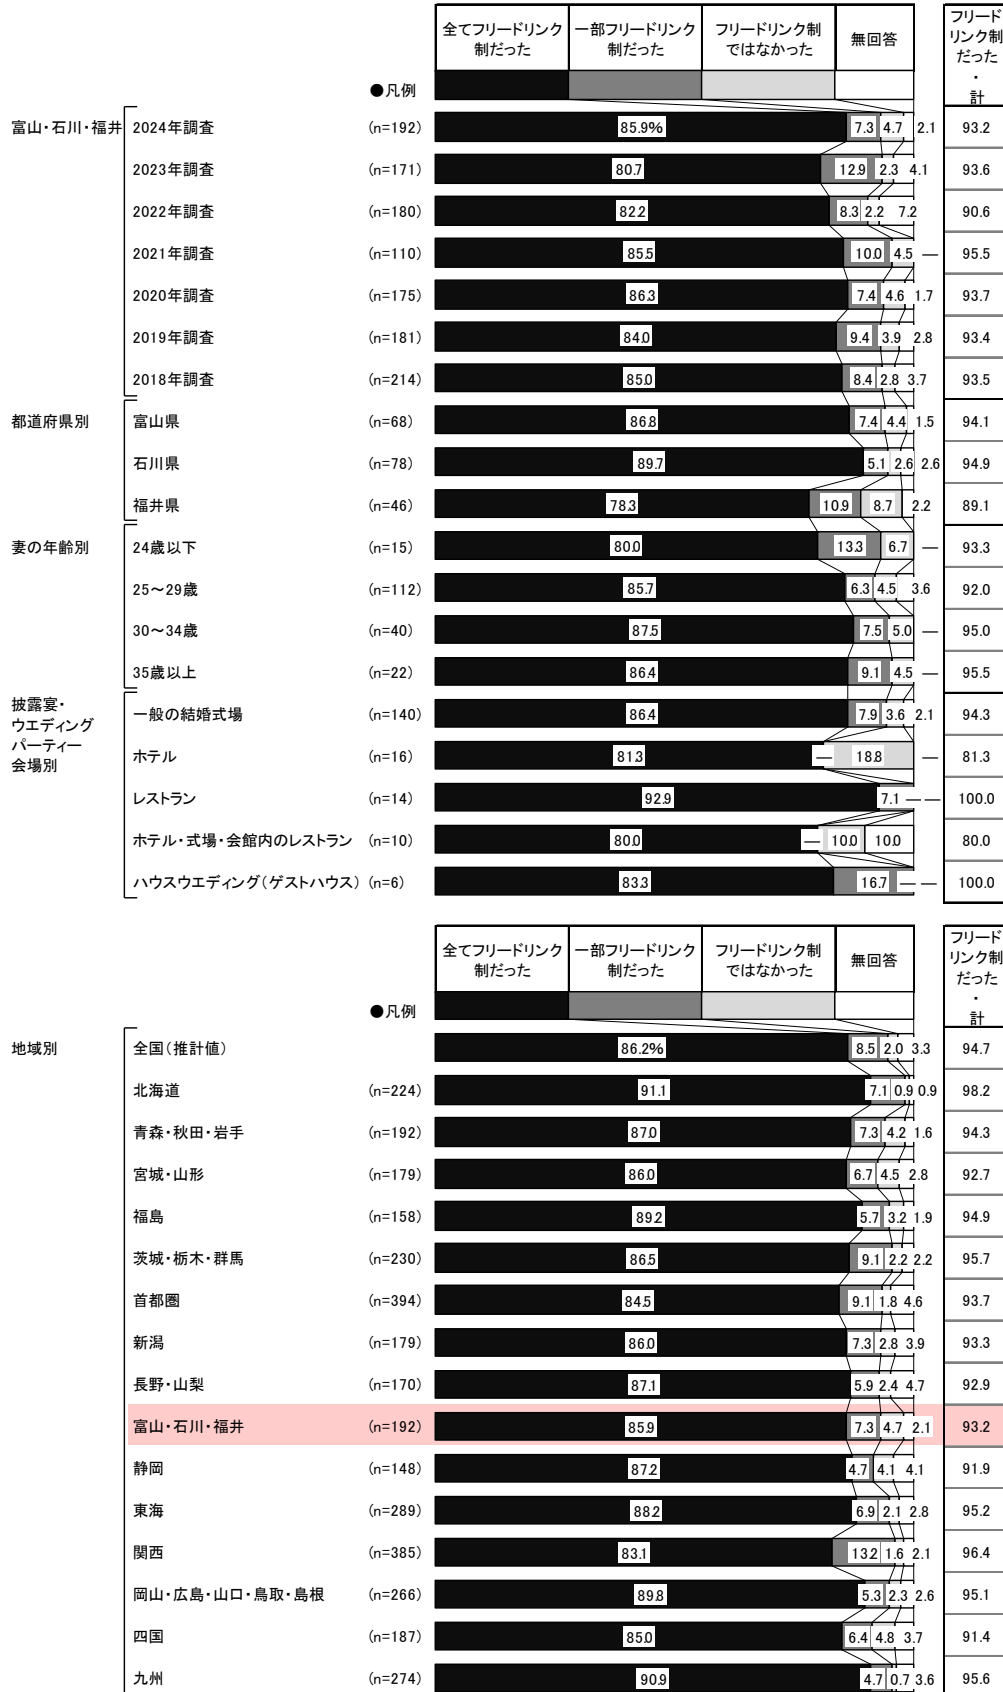 全てフリードリンク制だった 一部フリードリンク制だった フリードリンク制ではなかった 無回答 フリードリンク制だった・計
●凡例
富山・石川・福井 2024年調査 (n=192) 85.9% 7.3 4.7 2.1 93.2
2023年調査 (n=171) 80.7 12.9 2.3 4.1 93.6
2022年調査 (n=180) 82.2 8.3 2.2 7.2 90.6
2021年調査 (n=110) 85.5 10.0 4.5 — 95.5
2020年調査 (n=175) 86.3 7.4 4.6 1.7 93.7
2019年調査 (n=181) 84.0 9.4 3.9 2.8 93.4
2018年調査 (n=214) 85.0 8.4 2.8 3.7 93.5
都道府県別 富山県 (n=68) 86.8 7.4 4.4 1.5 94.1
石川県 (n=78) 89.7 5.1 2.6 2.6 94.9
福井県 (n=46) 78.3 10.9 8.7 2.2 89.1
妻の年齢別 24歳以下 (n=15) 80.0 13.3 6.7 — 93.3
25～29歳 (n=112) 85.7 6.3 4.5 3.6 92.0
30～34歳 (n=40) 87.5 7.5 5.0 — 95.0
35歳以上 (n=22) 86.4 9.1 4.5 — 95.5
披露宴・ウエディングパーティー会場別 一般の結婚式場 (n=140) 86.4 7.9 3.6 2.1 94.3
ホテル (n=16) 81.3 — 18.8 — 81.3
レストラン (n=14) 92.9 7.1 — — 100.0
ホテル・式場・会館内のレストラン (n=10) 80.0 — 10.0 10.0 80.0
ハウスウエディング（ゲストハウス） (n=6) 83.3 16.7 — — 100.0
全てフリードリンク制だった 一部フリードリンク制だった フリードリンク制ではなかった 無回答 フリードリンク制だった・計
●凡例
地域別 全国（推計値） 86.2% 8.5 2.0 3.3 94.7
北海道 (n=224) 91.1 7.1 0.9 0.9 98.2
青森・秋田・岩手 (n=192) 87.0 7.3 4.2 1.6 94.3
宮城・山形 (n=179) 86.0 6.7 4.5 2.8 92.7
福島 (n=158) 89.2 5.7 3.2 1.9 94.9
茨城・栃木・群馬 (n=230) 86.5 9.1 2.2 2.2 95.7
首都圏 (n=394) 84.5 9.1 1.8 4.6 93.7
新潟 (n=179) 86.0 7.3 2.8 3.9 93.3
長野・山梨 (n=170) 87.1 5.9 2.4 4.7 92.9
富山・石川・福井 (n=192) 85.9 7.3 4.7 2.1 93.2
静岡 (n=148) 87.2 4.7 4.1 4.1 91.9
東海 (n=289) 88.2 6.9 2.1 2.8 95.2
関西 (n=385) 83.1 13.2 1.6 2.1 96.4
岡山・広島・山口・鳥取・島根 (n=266) 89.8 5.3 2.3 2.6 95.1
四国 (n=187) 85.0 6.4 4.8 3.7 91.4
九州 (n=274) 90.9 4.7 0.7 3.6 95.6